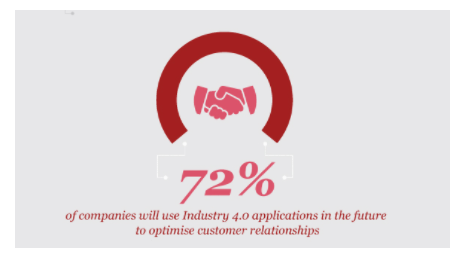 72%
of companies will use Industry 4.0 applications in the future
to optimise customer relationships